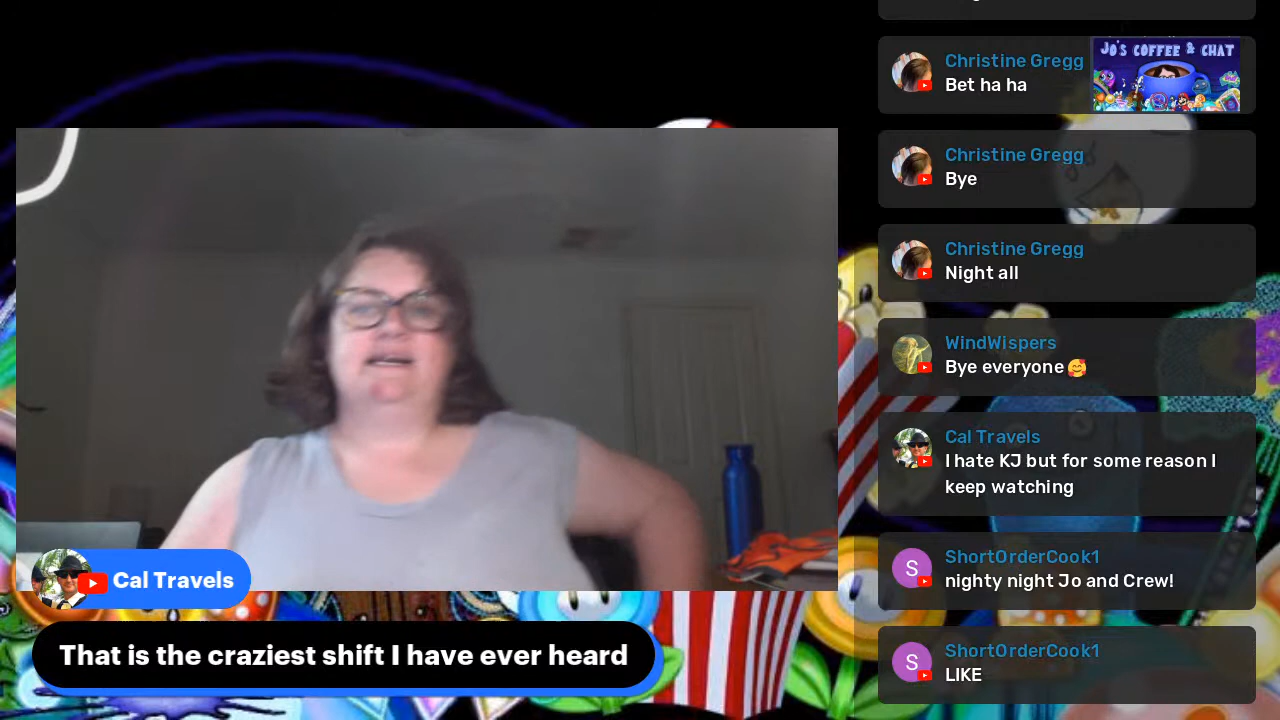 Christine Gregg
Bet ha ha
JO'S COFFEE & CHAT
Christine Gregg
Bye
Christine Gregg
Night all
WindWispers
Bye everyone 🥰
Cal Travels
I hate KJ but for some reason I
keep watching
S
ShortOrderCook1
nighty night Jo and Crew!
S
ShortOrderCook1
LIKE
Cal Travels
That is the craziest shift I have ever heard